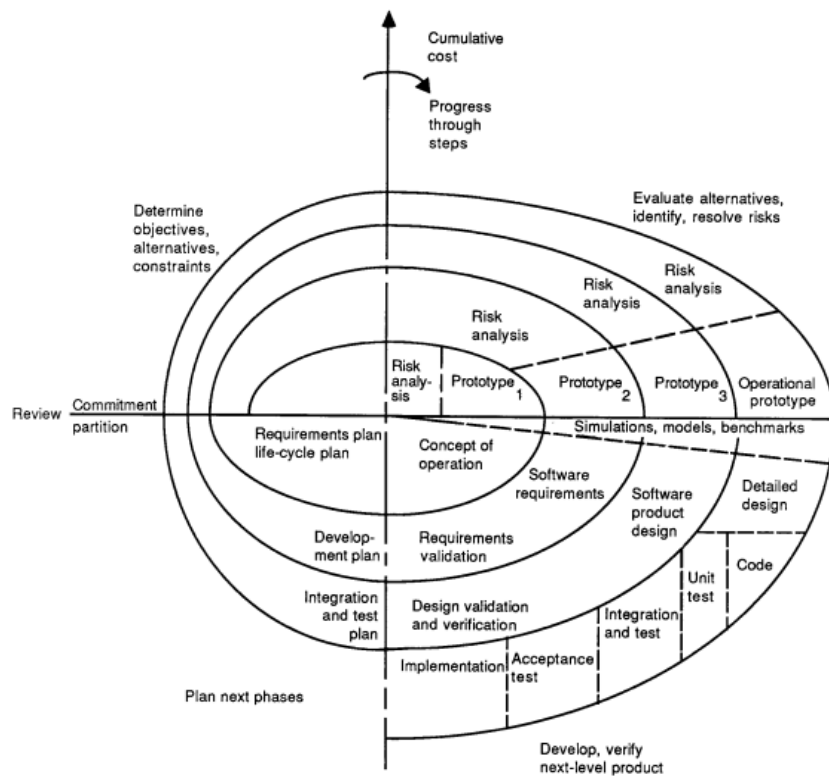 Cumulative
cost
Progress
through
steps
Determine
objectives,
alternatives,
constraints
Evaluate alternatives,
identify, resolve risks
Risk
analysis
Risk
analysis
Risk
analysis
Risk
analy-
sis
Prototype 1
Prototype 2
Prototype 3
Operational
prototype
Review
Commitment
partition
Simulations, models, benchmarks
Requirements plan
life-cycle plan
Concept of
operation
Software
requirements
Software
product
design
Detailed
design
Develop-
ment plan
Requirements
validation
Code
Unit
test
Integration
and test
plan
Design validation
and verification
Integration
and test
Acceptance
test
Implementation
Plan next phases
Develop, verify
next-level product